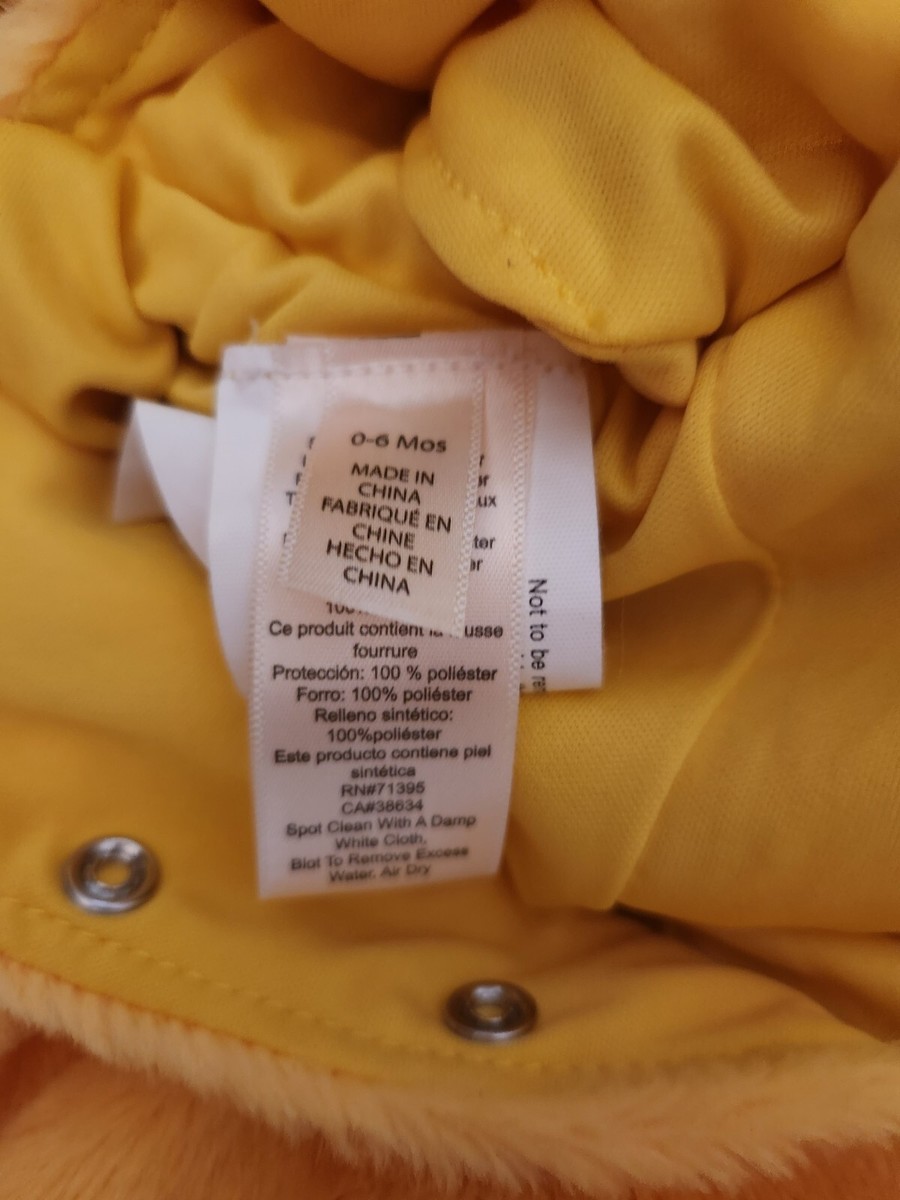 0-6 Mos
MADE IN
CHINA
FABRIQUÉ EN
CHINE
HECHO EN
CHINA
ux
Ce produit contient usse
fourrure
Protección: 100 % poliéster
Forro: 100% poliéster
Relleno sintético:
100%poliéster
Este producto contiene piel
sintética
RN#71395
CA#38634
Spot Clean With A Damp
White Cloth,
Blot To Remove Excess
Water. Air Dry
Not to be